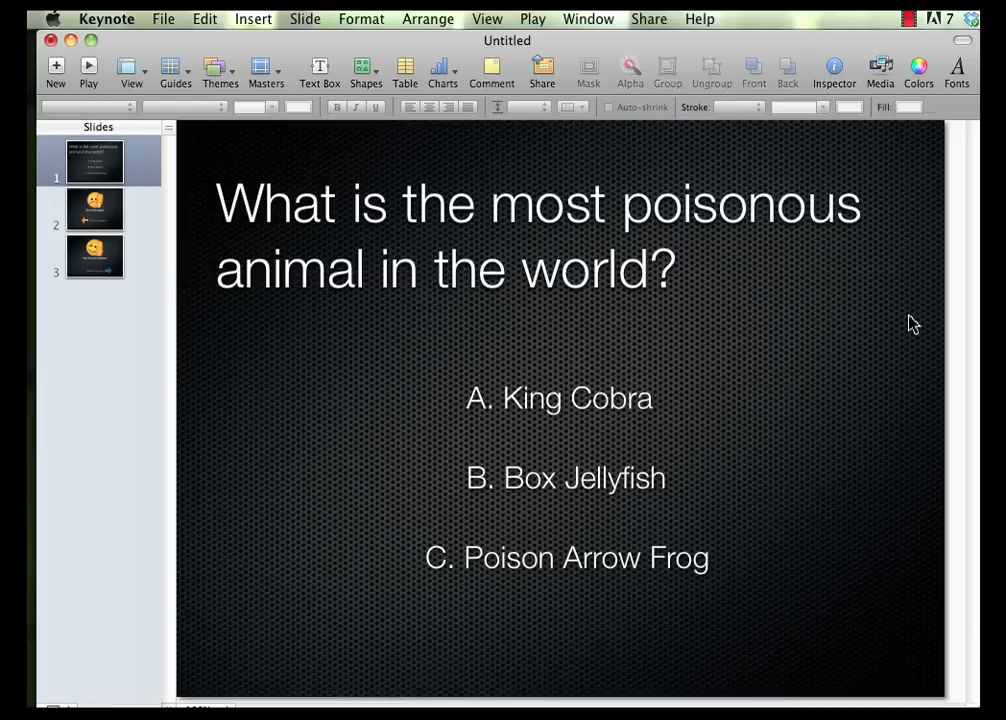 Keynote File Edit Insert Slide Format Arrange View Play Window Share Help 7
Untitled
New Play View Guides Themes Masters Text Box Shapes Table Charts Comment Share Mask Alpha Group Ungroup Front Back Inspector Media Colors Fonts
B I U Auto-shrink Stroke: Fill:
Slides
1
2
3
What is the most poisonous
animal in the world?
A. King Cobra
B. Box Jellyfish
C. Poison Arrow Frog